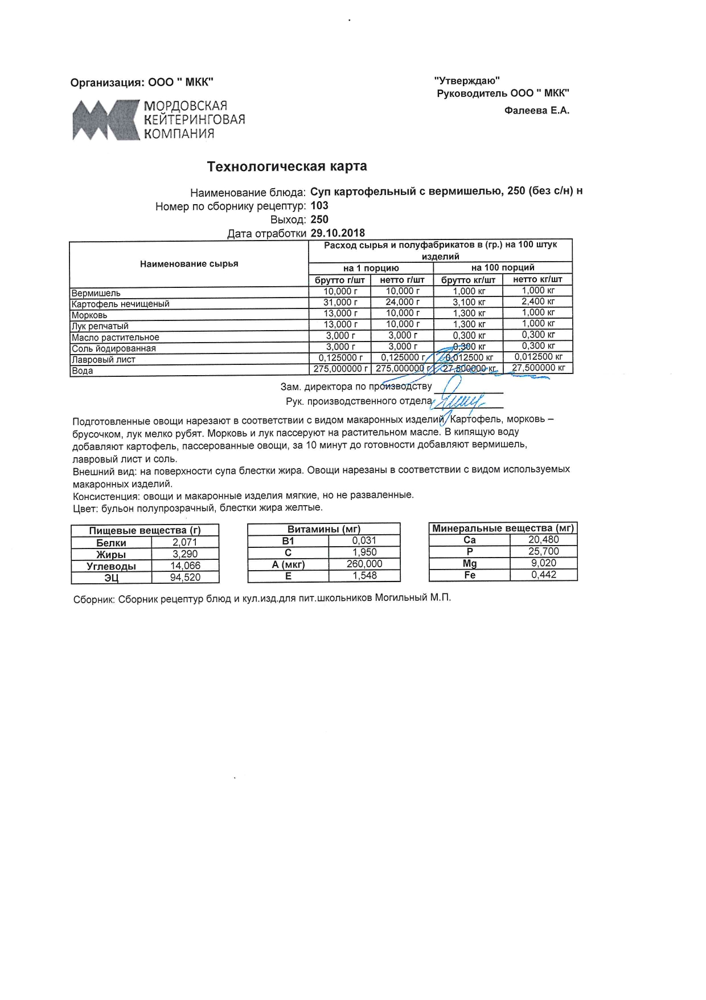 Организация: ООО " МКК"
"Утверждаю"
Руководитель ООО " МКК"
Фалеева Е.А.
МОРДОВСКАЯ
КЕЙТЕРИНГОВАЯ
КОМПАНИЯ
Технологическая карта
Наименование блюда: Суп картофельный с вермишелью, 250 (без с/н) н
Номер по сборнику рецептур: 103
Выход: 250
Дата отработки 29.10.2018
Наименование сырья
Расход сырья и полуфабрикатов в (гр.) на 100 штук
изделий
на 1 порцию на 100 порций
брутто г/шт нетто г/шт брутто кг/шт нетто кг/шт
Вермишель 10,000 г 10,000 г 1,000 кг 1,000 кг
Картофель нечищеный 31,000 г 24,000 г 3,100 кг 2,400 кг
Морковь 13,000 г 10,000 г 1,300 кг 1,000 кг
Лук репчатый 13,000 г 10,000 г 1,300 кг 1,000 кг
Масло растительное 3,000 г 3,000 г 0,300 кг 0,300 кг
Соль йодированная 3,000 г 3,000 г 0,300 кг 0,300 кг
Лавровый лист 0,125000 г 0,125000 г 0,012500 кг 0,012500 кг
Вода 275,000000 г 275,000000 г 27,500000 кг 27,500000 кг
Зам. директора по производству
Рук. производственного отдела
Подготовленные овощи нарезают в соответствии с видом макаронных изделий. Картофель, морковь –
брусочком, лук мелко рубят. Морковь и лук пассеруют на растительном масле. В кипящую воду
добавляют картофель, пассерованные овощи, за 10 минут до готовности добавляют вермишель,
лавровый лист и соль.
Внешний вид: на поверхности супа блестки жира. Овощи нарезаны в соответствии с видом используемых
макаронных изделий.
Консистенция: овощи и макаронные изделия мягкие, но не разваленные.
Цвет: бульон полупрозрачный, блестки жира желтые.
Пищевые вещества (г)
Белки 2,071
Жиры 3,290
Углеводы 14,066
ЭЦ 94,520
Витамины (мг)
B1 0,031
C 1,950
А (мкг) 260,000
E 1,548
Минеральные вещества (мг)
Ca 20,480
P 25,700
Mg 9,020
Fe 0,442
Сборник: Сборник рецептур блюд и кул.изд.для пит.школьников Могильный М.П.